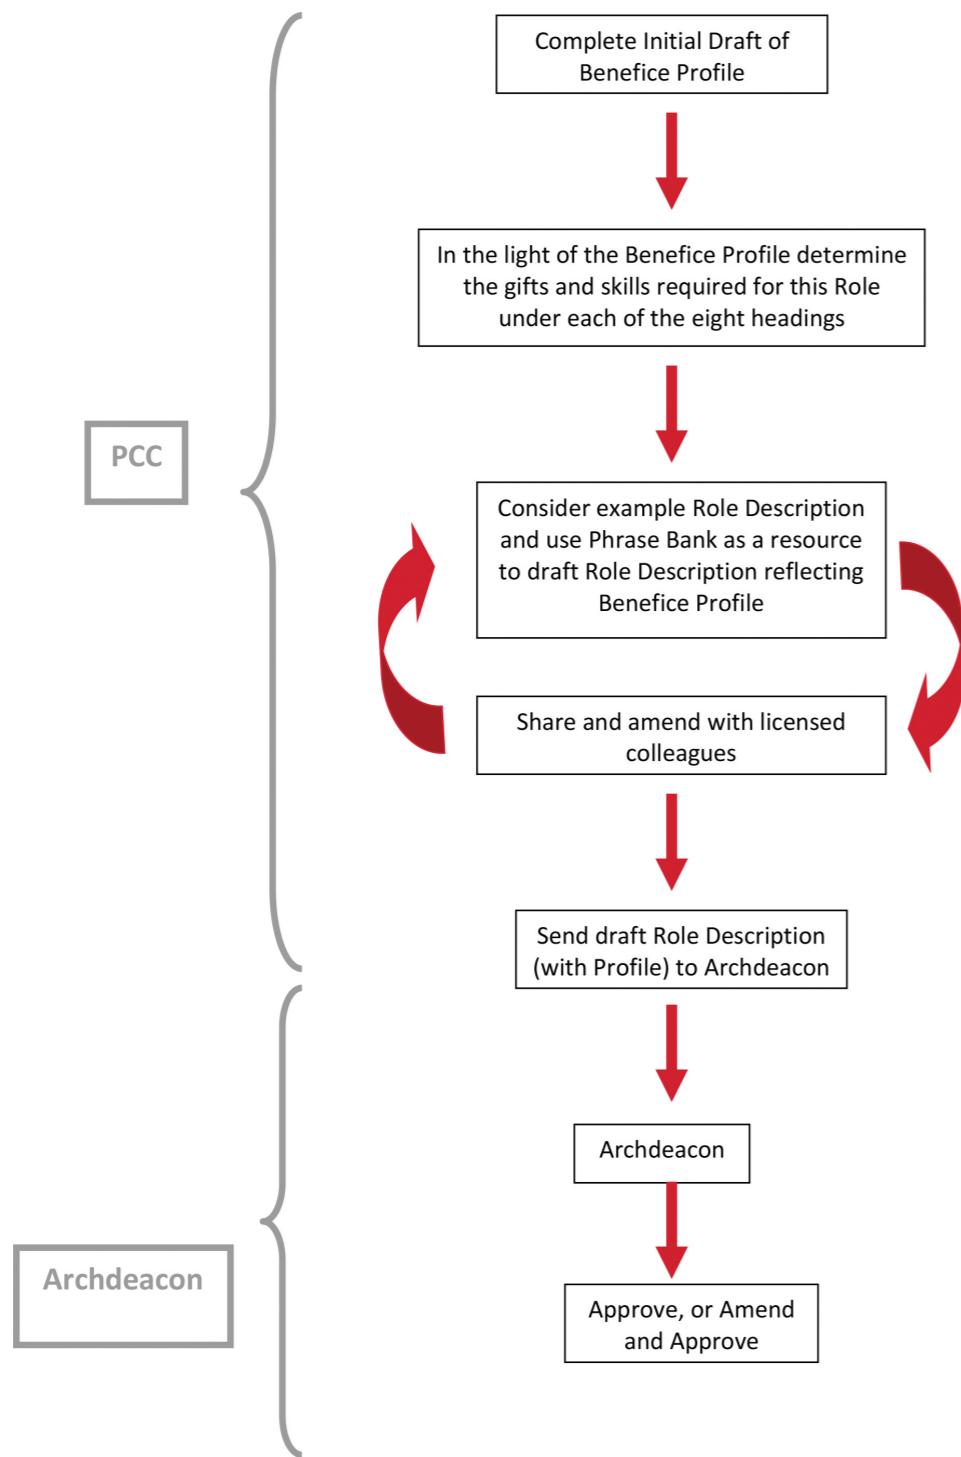 Complete Initial Draft of
Benefice Profile
In the light of the Benefice Profile determine
the gifts and skills required for this Role
under each of the eight headings
PCC
Consider example Role Description
and use Phrase Bank as a resource
to draft Role Description reflecting
Benefice Profile
Share and amend with licensed
colleagues
Send draft Role Description
(with Profile) to Archdeacon
Archdeacon
Archdeacon
Approve, or Amend
and Approve